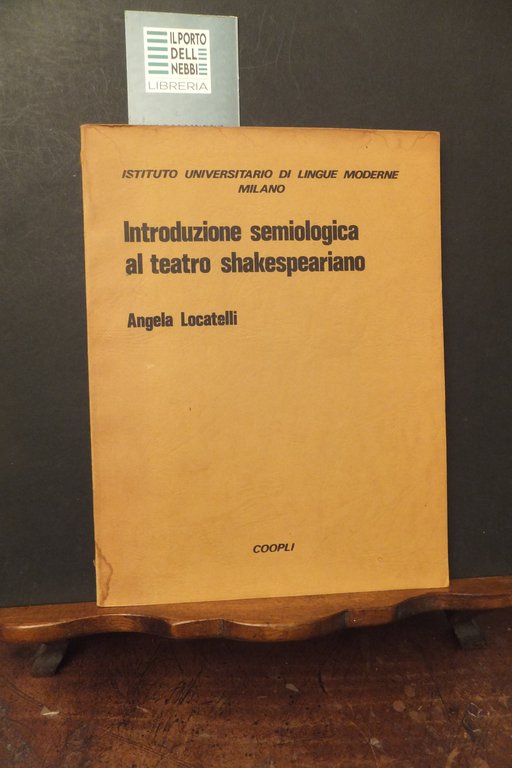 IL PORTO
DELLE
NEBBIE
LIBRERIA
ISTITUTO UNIVERSITARIO DI LINGUE MODERNE
MILANO
Introduzione semiologica
al teatro shakespeariano
Angela Locatelli
COOPLI